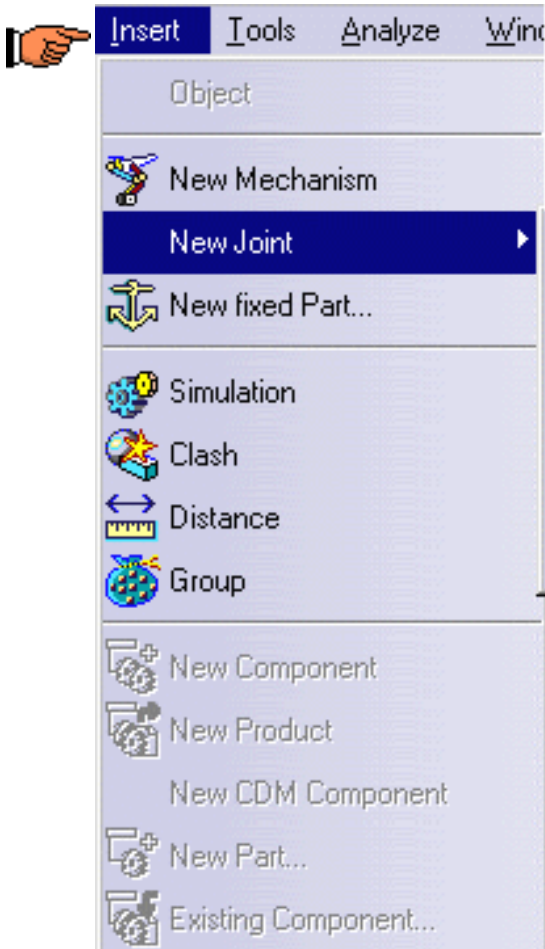 Insert Tools Analyze
Object
New Mechanism
New Joint
New fixed Part...
Simulation
Clash
Distance
Group
New Component
New Product
New CDM Component
New Part...
Existing Component...